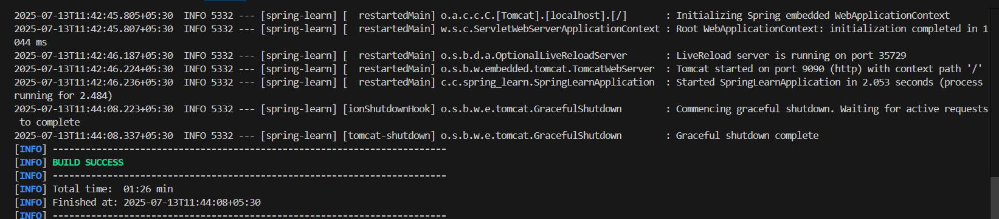 2025-07-13T11:42:45.805+05:30  INFO 5332 --- [spring-learn] [  restartedMain] o.a.c.c.C.[Tomcat].[localhost].[/]       : Initializing Spring embedded WebApplicationContext
2025-07-13T11:42:45.807+05:30  INFO 5332 --- [spring-learn] [  restartedMain] w.s.c.ServletWebServerApplicationContext : Root WebApplicationContext: initialization completed in 1
044 ms
2025-07-13T11:42:46.187+05:30  INFO 5332 --- [spring-learn] [  restartedMain] o.s.b.d.a.OptionalLiveReloadServer       : LiveReload server is running on port 35729
2025-07-13T11:42:46.224+05:30  INFO 5332 --- [spring-learn] [  restartedMain] o.s.b.w.embedded.tomcat.TomcatWebServer  : Tomcat started on port 9090 (http) with context path '/'
2025-07-13T11:42:46.236+05:30  INFO 5332 --- [spring-learn] [  restartedMain] c.c.spring_learn.SpringLearnApplication  : Started SpringLearnApplication in 2.053 seconds (process
running for 2.484)
2025-07-13T11:44:08.223+05:30  INFO 5332 --- [spring-learn] [ionShutdownHook] o.s.b.w.e.tomcat.GracefulShutdown        : Commencing graceful shutdown. Waiting for active requests
 to complete
2025-07-13T11:44:08.337+05:30  INFO 5332 --- [spring-learn] [tomcat-shutdown] o.s.b.w.e.tomcat.GracefulShutdown        : Graceful shutdown complete
[INFO] ------------------------------------------------------------------------
[INFO] BUILD SUCCESS
[INFO] ------------------------------------------------------------------------
[INFO] Total time:  01:26 min
[INFO] Finished at: 2025-07-13T11:44:08+05:30
[INFO] ------------------------------------------------------------------------